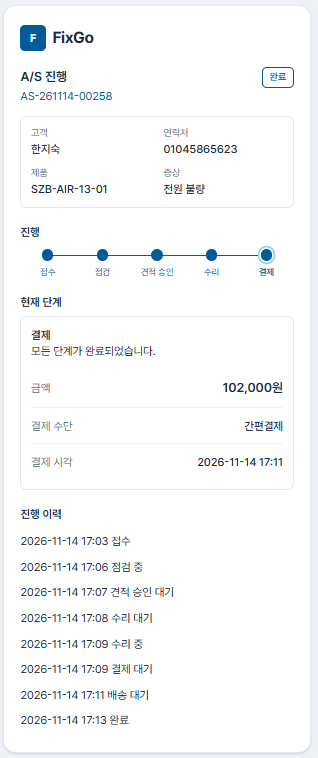 F FixGo
A/S 진행
완료
AS-261114-00258
고객 연락처
한지숙 01045865623
제품 증상
SZB-AIR-13-01 전원 불량
진행
접수 점검 견적 승인 수리 결제
현재 단계
결제
모든 단계가 완료되었습니다.
금액 102,000원
결제 수단 간편결제
결제 시각 2026-11-14 17:11
진행 이력
2026-11-14 17:03 접수
2026-11-14 17:06 점검 중
2026-11-14 17:07 견적 승인 대기
2026-11-14 17:08 수리 대기
2026-11-14 17:09 수리 중
2026-11-14 17:09 결제 대기
2026-11-14 17:11 배송 대기
2026-11-14 17:13 완료